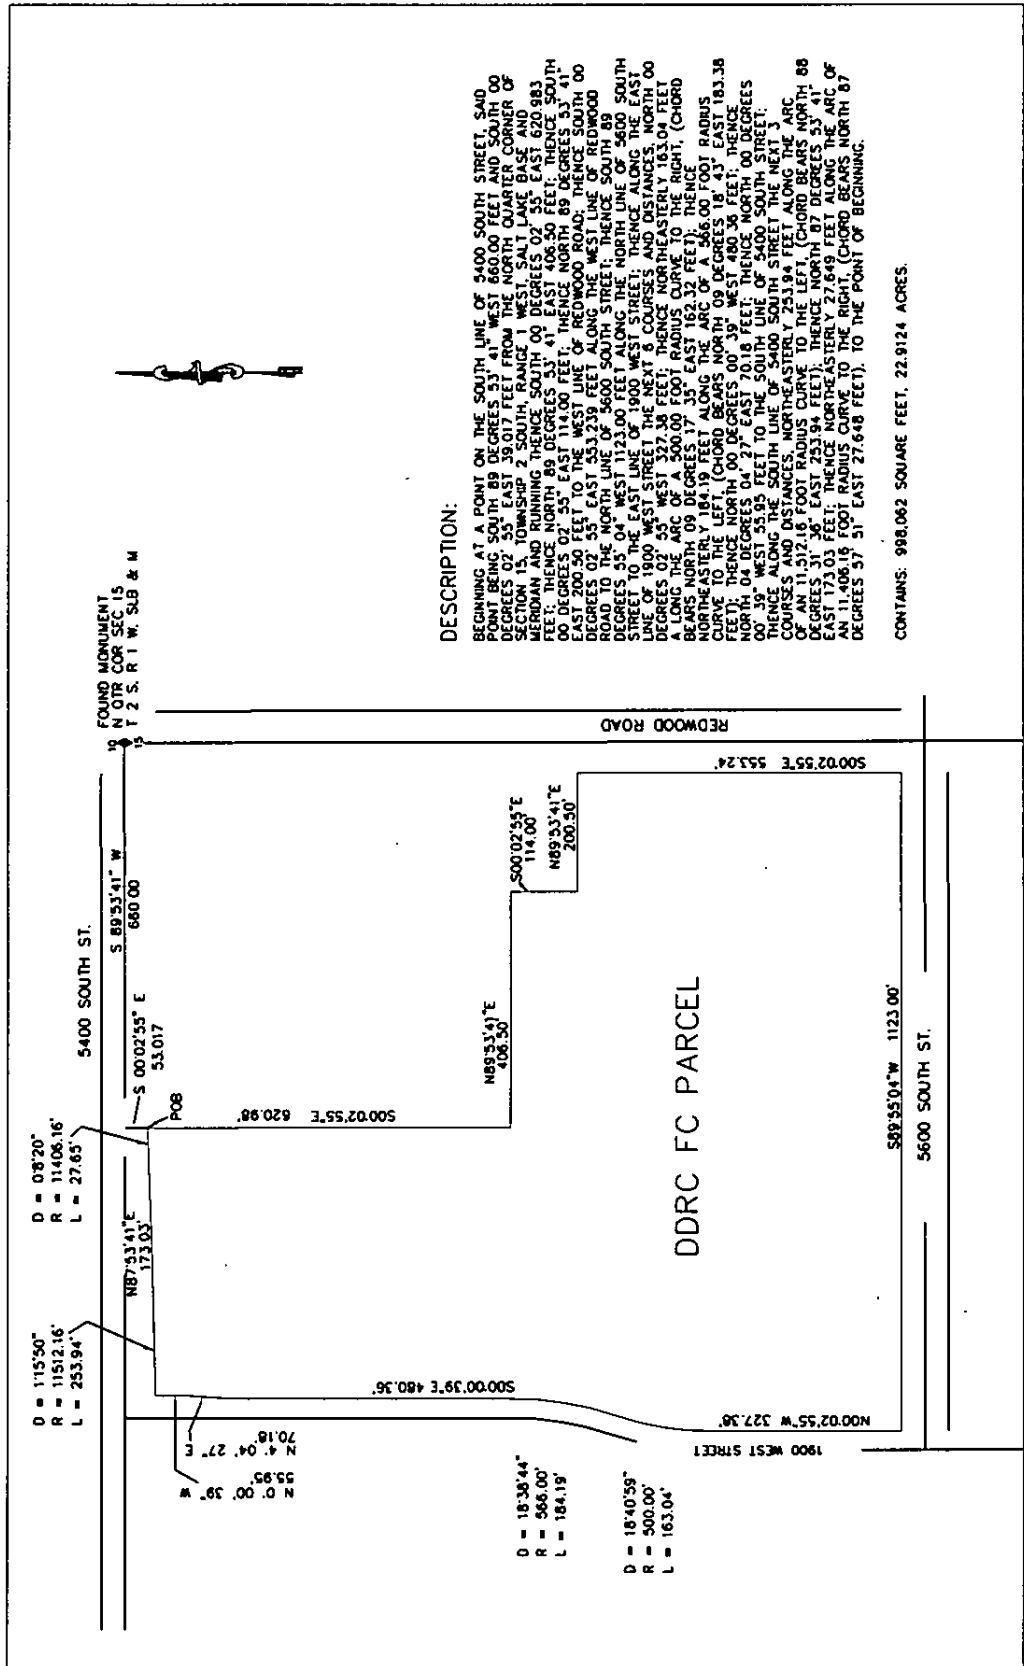 5400 SOUTH ST.
FOUND MONUMENT
N QTR COR SEC 15
T 2 S. R 1 W. SLB & M
10
15
S 89°53'41" W
660.00
S 00°02'55" E
53.017
POB
D = 0°8'20"
R = 11406.16'
L = 27.65'
N87°53'41"E
173.03'
D = 1°15'50"
R = 11512.16'
L = 253.94'
N 4° 04' 27" E
70.18'
N 0° 00' 39" W
55.95'
S00°02'55"E 620.98'
S00°00'39"E 480.36'
N89°53'41"E
406.50'
S00°02'55"E
114.00'
N89°53'41"E
200.50'
REDWOOD ROAD
S00°02'55"E 553.24'
D = 18°38'44"
R = 566.00'
L = 184.19'
D = 18°40'59"
R = 500.00'
L = 163.04'
DDRC FC PARCEL
N00°02'55"W 327.38'
1900 WEST STREET
S89°55'04"W 1123.00'
5600 SOUTH ST.
DESCRIPTION:
BEGINNING AT A POINT ON THE SOUTH LINE OF 5400 SOUTH STREET, SAID
POINT BEING SOUTH 89 DEGREES 53' 41" WEST 660.00 FEET AND SOUTH 00
DEGREES 02' 55" EAST 39.017 FEET FROM THE NORTH QUARTER CORNER OF
SECTION 15, TOWNSHIP 2 SOUTH, RANGE 1 WEST, SALT LAKE BASE AND
MERIDIAN AND RUNNING THENCE SOUTH 00 DEGREES 02' 55" EAST 620.983
FEET; THENCE NORTH 89 DEGREES 53' 41" EAST 406.50 FEET; THENCE SOUTH
00 DEGREES 02' 55" EAST 114.00 FEET; THENCE NORTH 89 DEGREES 53' 41"
EAST 200.50 FEET TO THE WEST LINE OF REDWOOD ROAD; THENCE SOUTH 00
DEGREES 02' 55" EAST 553.239 FEET ALONG THE WEST LINE OF REDWOOD
ROAD TO THE NORTH LINE OF 5600 SOUTH STREET; THENCE SOUTH 89
DEGREES 55' 04" WEST 1123.00 FEET ALONG THE NORTH LINE OF 5600 SOUTH
STREET TO THE EAST LINE OF 1900 WEST STREET; THENCE ALONG THE EAST
LINE OF 1900 WEST STREET THE NEXT 6 COURSES AND DISTANCES, NORTH 00
DEGREES 02' 55" WEST 327.38 FEET; THENCE NORTHEASTERLY 163.04 FEET
A LONG THE ARC OF A 500.00 FOOT RADIUS CURVE TO THE RIGHT, (CHORD
BEARS NORTH 09 DEGREES 17' 35" EAST 162.32 FEET); THENCE
NORTHEASTERLY 184.19 FEET ALONG THE ARC OF A 566.00 FOOT RADIUS
CURVE TO THE LEFT, (CHORD BEARS NORTH 09 DEGREES 18' 43" EAST 183.38
FEET); THENCE NORTH 00 DEGREES 00' 39" WEST 480.36 FEET; THENCE
NORTH 04 DEGREES 04' 27" EAST 70.18 FEET; THENCE NORTH 00 DEGREES
00' 39" WEST 55.95 FEET TO THE SOUTH LINE OF 5400 SOUTH STREET;
THENCE ALONG THE SOUTH LINE OF 5400 SOUTH STREET THE NEXT 3
COURSES AND DISTANCES, NORTHEASTERLY 253.94 FEET ALONG THE ARC
OF AN 11,512.16 FOOT RADIUS CURVE TO THE LEFT, (CHORD BEARS NORTH 88
DEGREES 31' 36" EAST 253.94 FEET); THENCE NORTH 87 DEGREES 53' 41"
EAST 173.03 FEET; THENCE NORTHEASTERLY 27.649 FEET ALONG THE ARC OF
AN 11,406.16 FOOT RADIUS CURVE TO THE RIGHT, (CHORD BEARS NORTH 87
DEGREES 57' 51" EAST 27.648 FEET), TO THE POINT OF BEGINNING.
CONTAINS: 998,062 SQUARE FEET, 22.9124 ACRES.